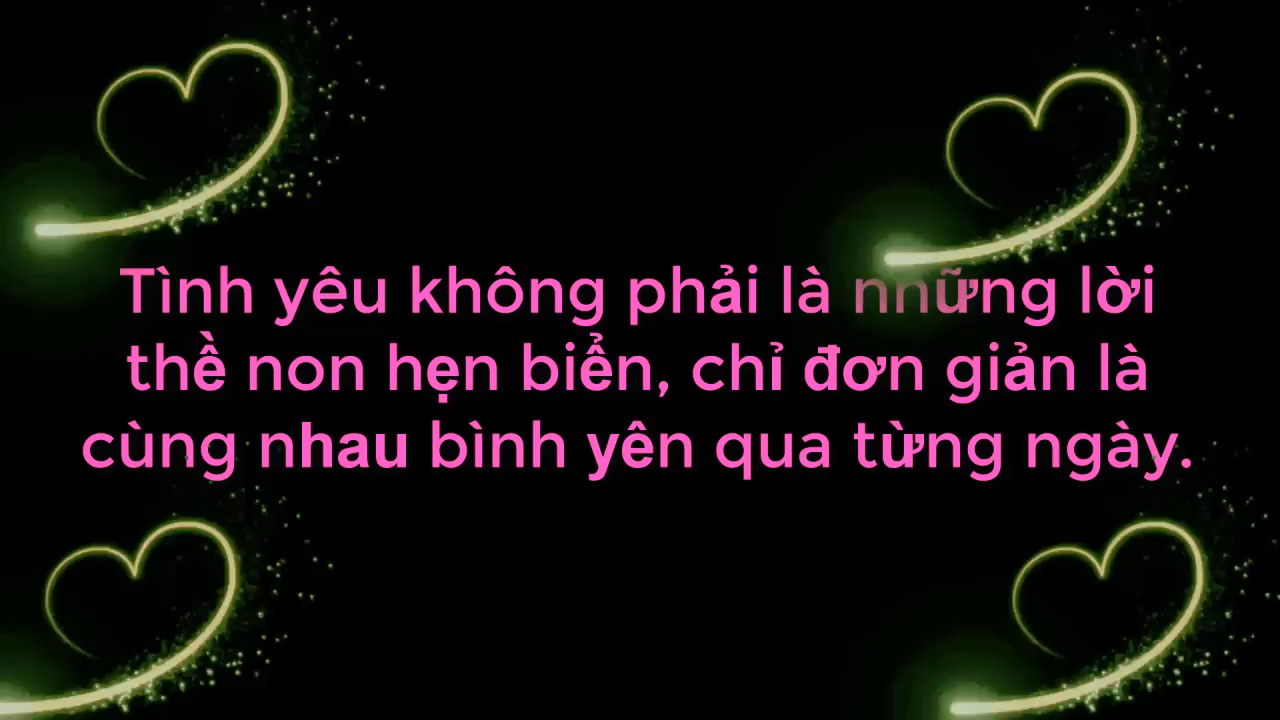 Tình yêu không phải là những lời
thề non hẹn biển, chỉ đơn giản là
cùng nhau bình yên qua từng ngày.